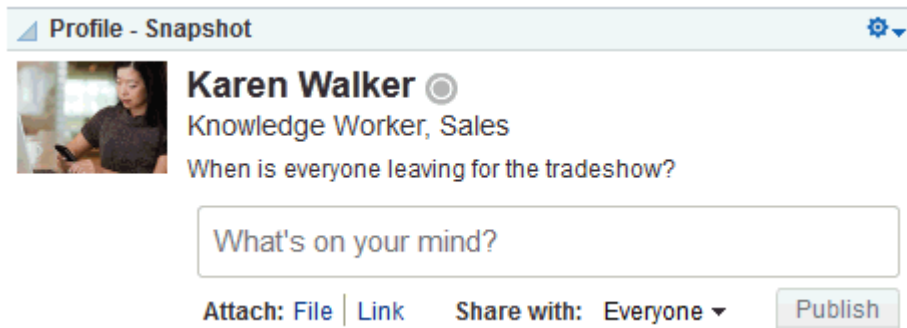 Profile - Snapshot
Karen Walker
Knowledge Worker, Sales
When is everyone leaving for the tradeshow?
What's on your mind?
Attach: File | Link Share with: Everyone Publish